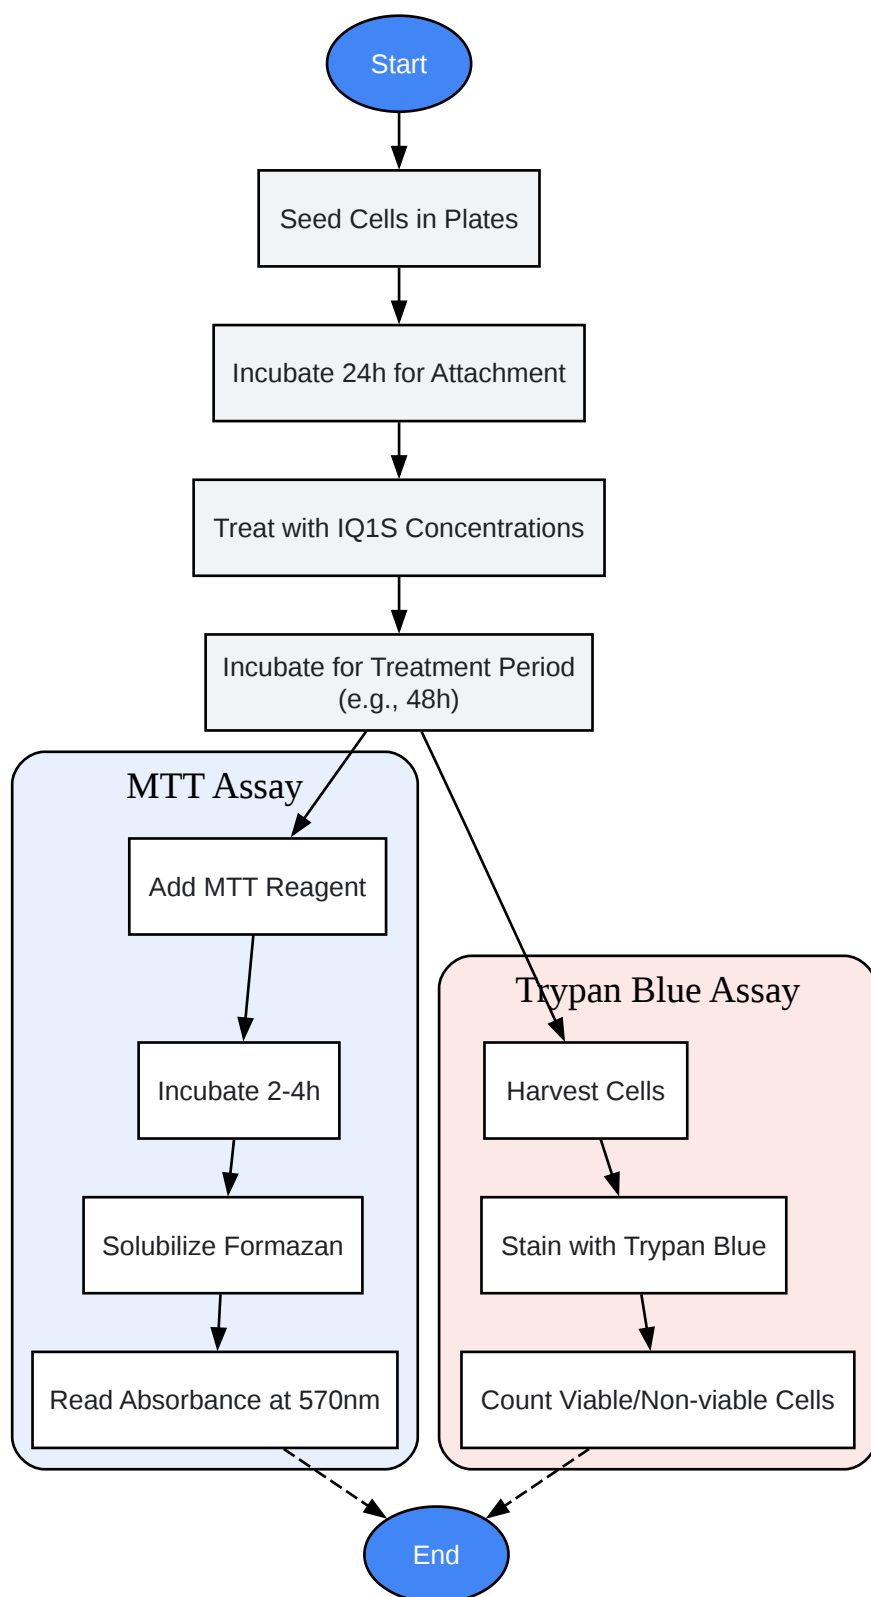 Start
Seed Cells in Plates
Incubate 24h for Attachment
Treat with IQ1S Concentrations
Incubate for Treatment Period
(e.g., 48h)
MTT Assay
Add MTT Reagent
Incubate 2-4h
Solubilize Formazan
Read Absorbance at 570nm
Trypan Blue Assay
Harvest Cells
Stain with Trypan Blue
Count Viable/Non-viable Cells
End